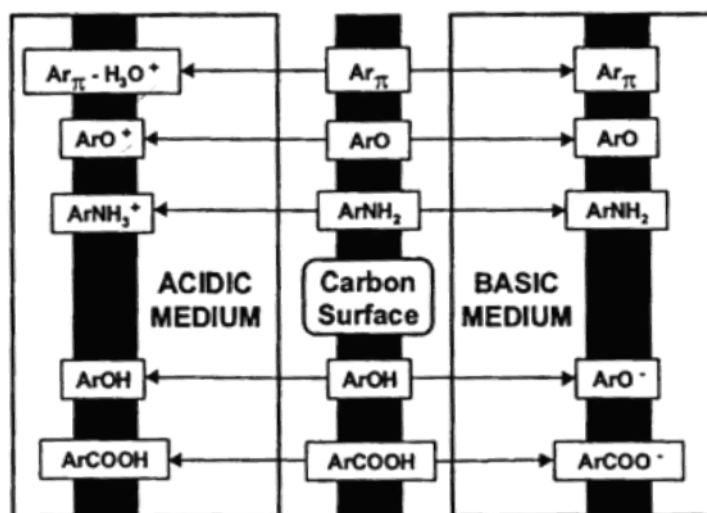 Arπ - H₃O⁺ Arπ Arπ
ArO⁺ ArO ArO
ArNH₃⁺ ArNH₂ ArNH₂
ACIDIC Carbon BASIC
MEDIUM Surface MEDIUM
ArOH ArOH ArO⁻
ArCOOH ArCOOH ArCOO⁻